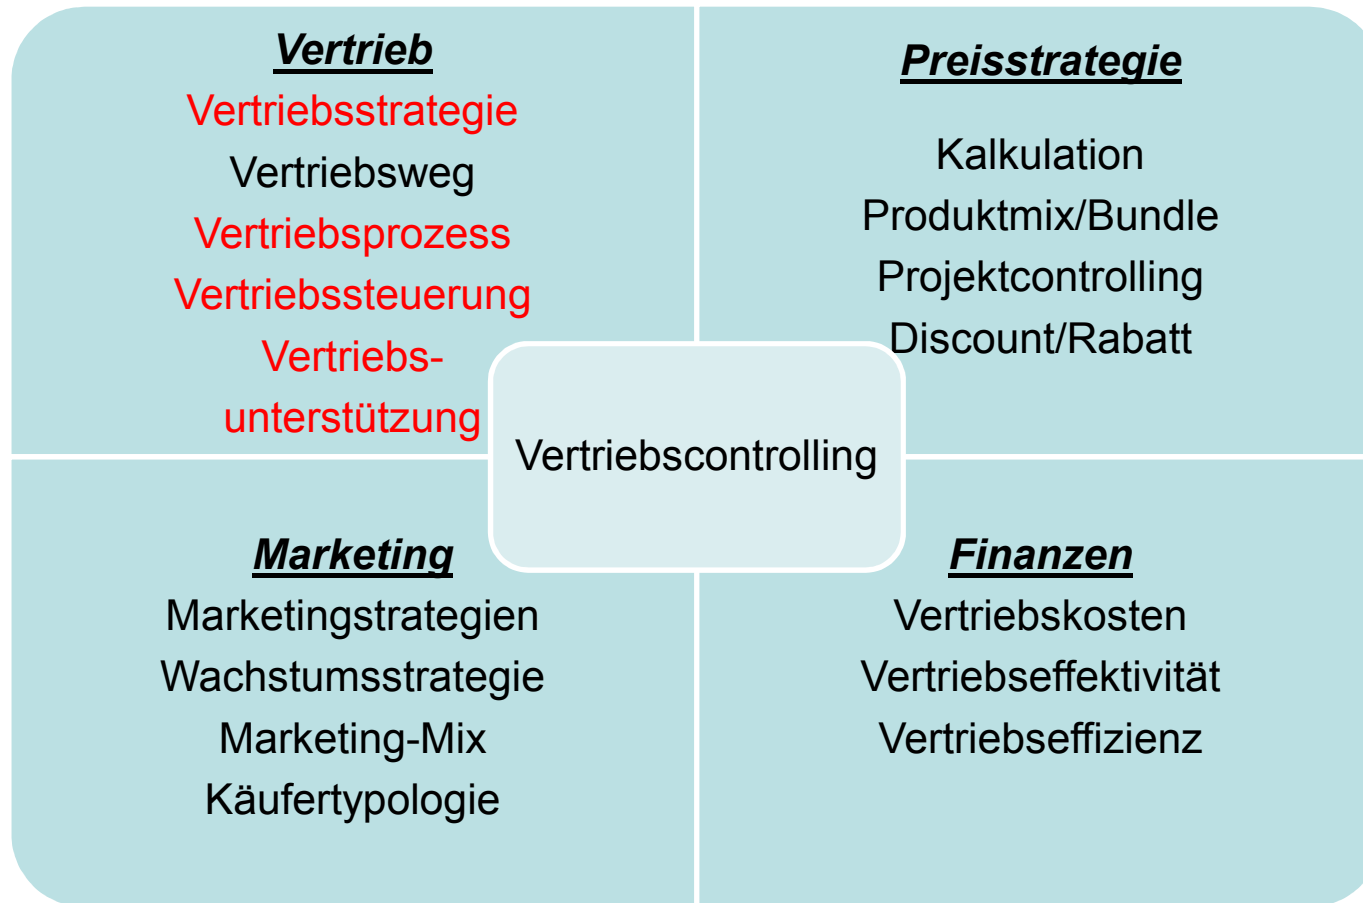 Vertrieb
Vertriebsstrategie
Vertriebsweg
Vertriebsprozess
Vertriebssteuerung
Vertriebs-
unterstützung
Preisstrategie
Kalkulation
Produktmix/Bundle
Projektcontrolling
Discount/Rabatt
Vertriebscontrolling
Marketing
Marketingstrategien
Wachstumsstrategie
Marketing-Mix
Käufertypologie
Finanzen
Vertriebskosten
Vertriebseffektivität
Vertriebseffizienz